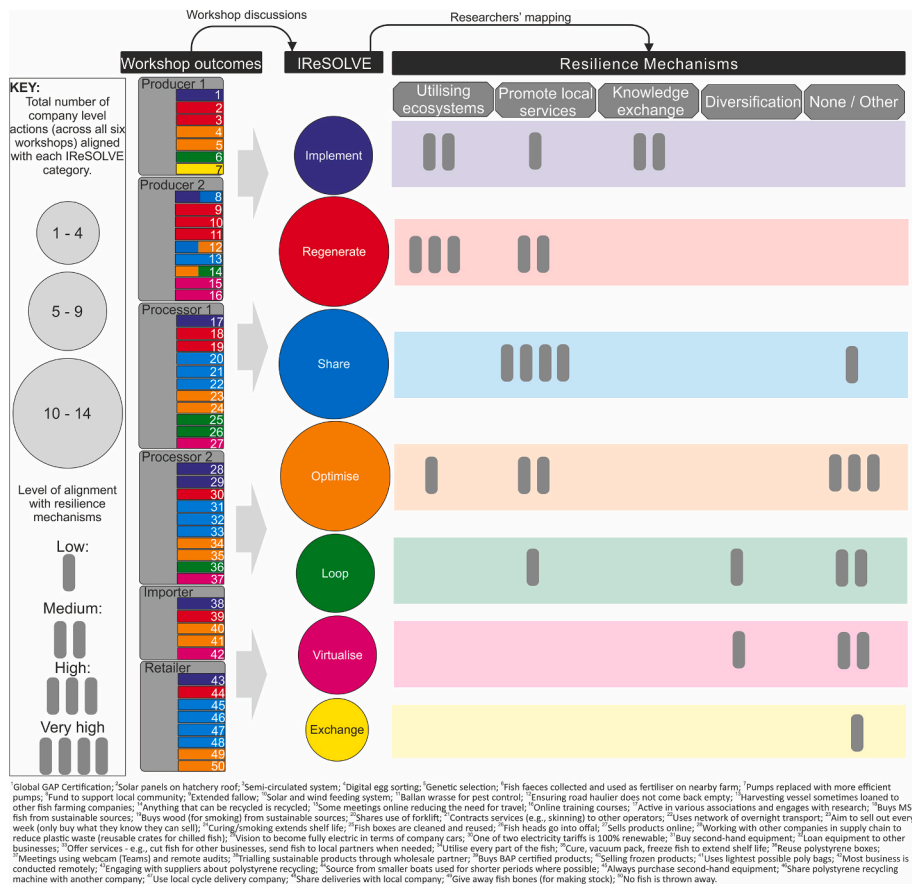 Workshop discussions
Researchers' mapping
Workshop outcomes
IReSOLVE
Resilience Mechanisms
KEY:
Total number of
company level
actions (across all six
workshops) aligned
with each IReSOLVE
category.
1 - 4
5 - 9
10 - 14
Level of alignment
with resilience
mechanisms
Low:
Medium:
High:
Very high
Producer 1
1
2
3
4
5
6
7
Producer 2
8
9
10
11
12
13
14
15
16
Processor 1
17
18
19
20
21
22
23
24
25
26
27
Processor 2
28
29
30
31
32
33
34
35
36
37
Importer
38
39
40
41
42
Retailer
43
44
45
46
47
48
49
50
Implement
Regenerate
Share
Optimise
Loop
Virtualise
Exchange
Utilising
ecosystems
Promote local
services
Knowledge
exchange
Diversification
None / Other
1Global GAP Certification; 2Solar panels on hatchery roof; 3Semi-circulated system; 4Digital egg sorting; 5Genetic selection; 6Fish faeces collected and used as fertiliser on nearby farm; 7Pumps replaced with more efficient
pumps; 8Fund to support local community; 9Extended fallow; 10Solar and wind feeding system; 11Ballan wrasse for pest control; 12Ensuring road haulier does not come back empty; 13Harvesting vessel sometimes loaned to
other fish farming companies; 14Anything that can be recycled is recycled; 15Some meetings online reducing the need for travel; 16Online training courses; 17Active in various associations and engages with research; 18Buys MS
fish from sustainable sources; 19Buys wood (for smoking) from sustainable sources; 20Shares use of forklift; 21Contracts services (e.g., skinning) to other operators; 22Uses network of overnight transport; 23Aim to sell out every
week (only buy what they know they can sell); 24Curing/smoking extends shelf life; 25Fish boxes are cleaned and reused; 26Fish heads go into offal; 27Sells products online; 28Working with other companies in supply chain to
reduce plastic waste (reusable crates for chilled fish); 29Vision to become fully electric in terms of company cars; 30One of two electricity tariffs is 100% renewable; 31Buy second-hand equipment; 32Loan equipment to other
businesses; 33Offer services - e.g., cut fish for other businesses, send fish to local partners when needed; 34Utilise every part of the fish; 35Cure, vacuum pack, freeze fish to extend shelf life; 36Reuse polystyrene boxes;
37Meetings using webcam (Teams) and remote audits; 38Trialling sustainable products through wholesale partner; 39Buys BAP certified products; 40Selling frozen products; 41Uses lightest possible poly bags; 42Most business is
conducted remotely; 43Engaging with suppliers about polystyrene recycling; 44Source from smaller boats used for shorter periods where possible; 45Always purchase second-hand equipment; 46Share polystyrene recycling
machine with another company; 47Use local cycle delivery company; 48Share deliveries with local company; 49Give away fish bones (for making stock); 50No fish is thrown away.